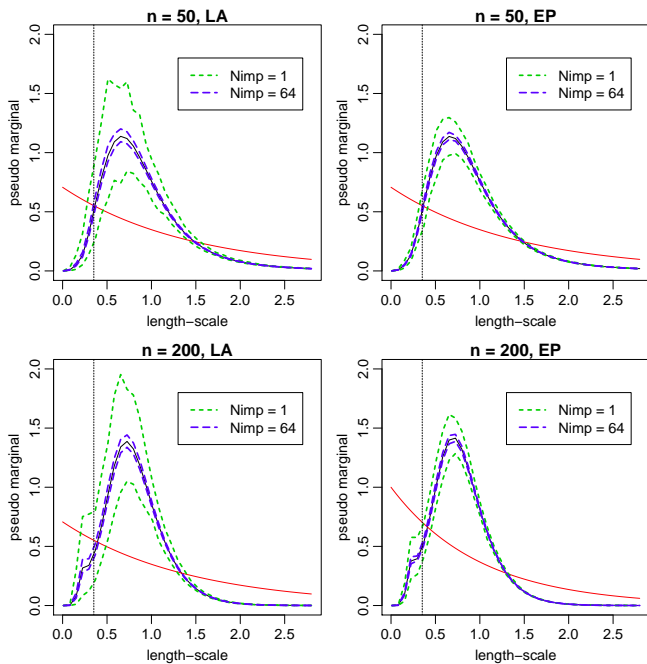 n = 50, LA
pseudo marginal
2.0
1.5
1.0
0.5
0.0
Nimp = 1
Nimp = 64
0.0 0.5 1.0 1.5 2.0 2.5
length−scale
n = 50, EP
pseudo marginal
2.0
1.5
1.0
0.5
0.0
Nimp = 1
Nimp = 64
0.0 0.5 1.0 1.5 2.0 2.5
length−scale
n = 200, LA
pseudo marginal
2.0
1.5
1.0
0.5
0.0
Nimp = 1
Nimp = 64
0.0 0.5 1.0 1.5 2.0 2.5
length−scale
n = 200, EP
pseudo marginal
2.0
1.5
1.0
0.5
0.0
Nimp = 1
Nimp = 64
0.0 0.5 1.0 1.5 2.0 2.5
length−scale